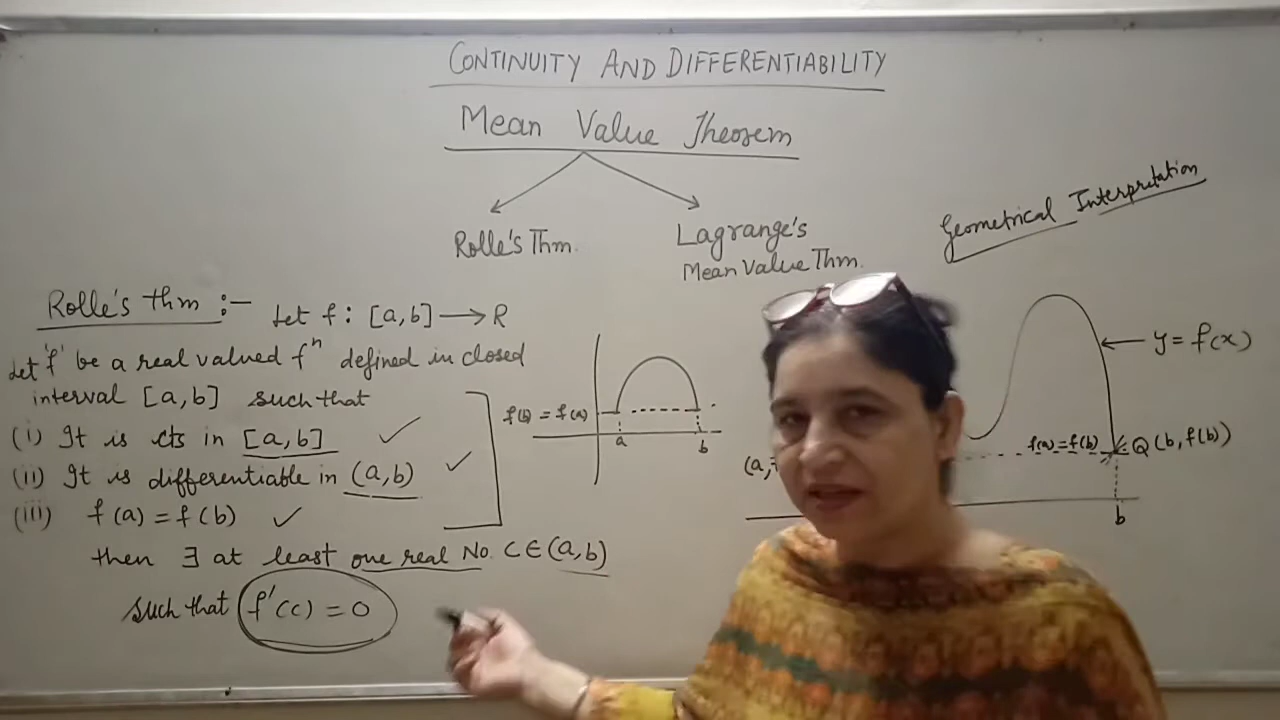 CONTINUITY AND DIFFERENTIABILITY
Mean Value Theorem
Rolle's Thm.
Lagrange's
Mean Value Thm.
Geometrical Interpretation
Rolle's thm :-
Let f : [a,b] → R
Let 'f' be a real valued fⁿ defined in closed
interval [a,b] such that
(i) It is cts in [a,b] ✓
(ii) It is differentiable in (a,b) ✓
(iii) f(a) = f(b) ✓
then ∃ at least one real No. C ∈ (a,b)
such that f'(c) = 0
f(b) = f(a)
a
b
y = f(x)
f(a) = f(b)
Q(b, f(b))
(a,
b